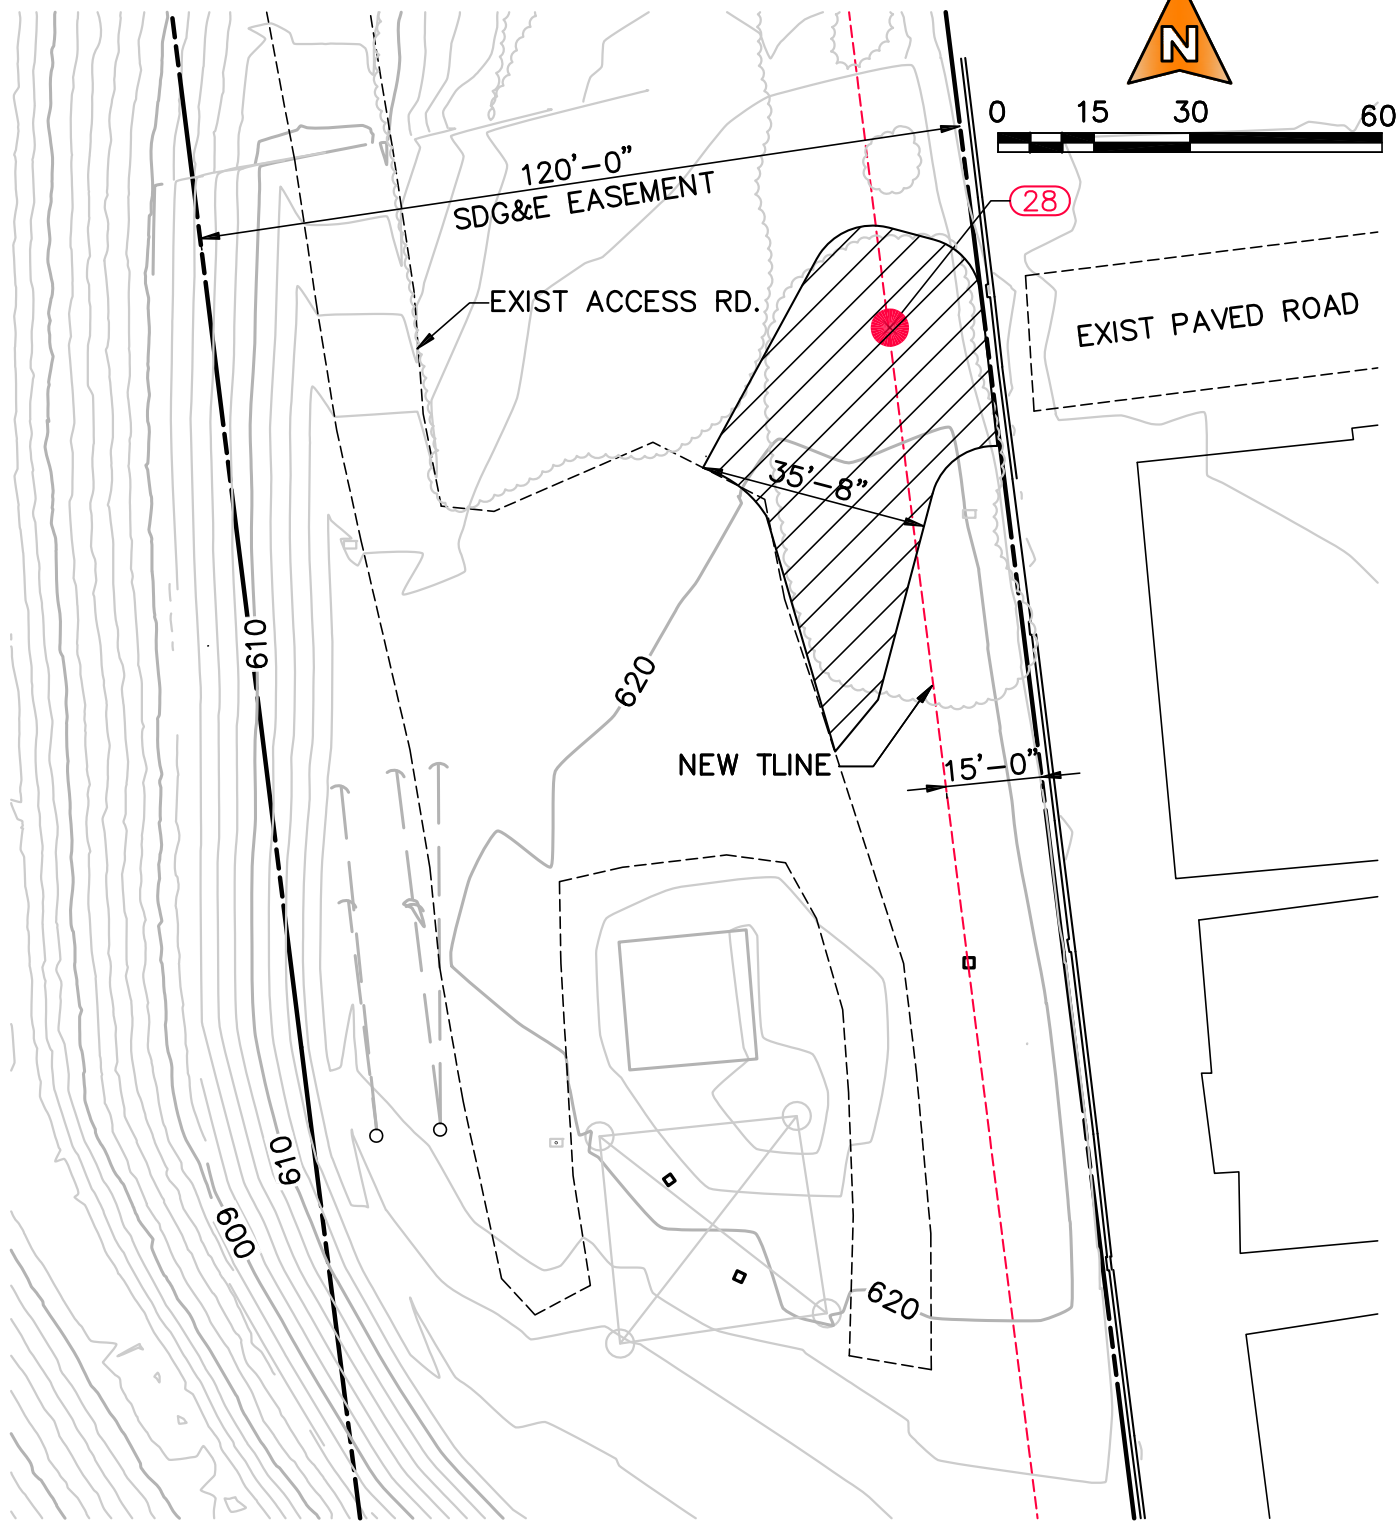 N
0 15 30 60
120'-0"
SDG&E EASEMENT
28
EXIST ACCESS RD.
EXIST PAVED ROAD
35'-8"
610
620
NEW TLINE
15'-0"
610
600
620